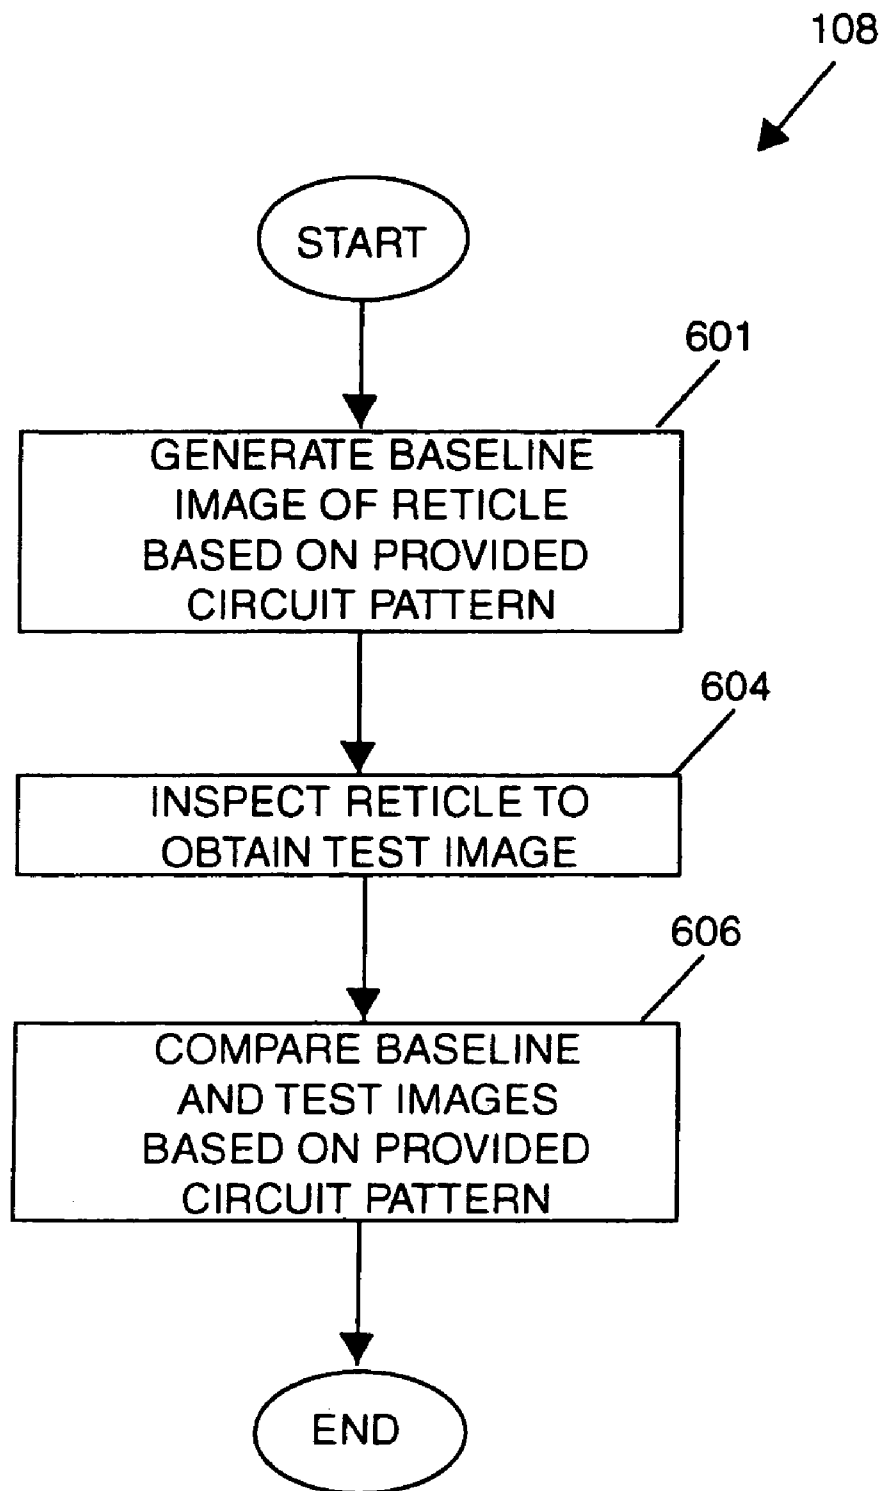 108
START
601
GENERATE BASELINE
IMAGE OF RETICLE
BASED ON PROVIDED
CIRCUIT PATTERN
604
INSPECT RETICLE TO
OBTAIN TEST IMAGE
606
COMPARE BASELINE
AND TEST IMAGES
BASED ON PROVIDED
CIRCUIT PATTERN
END